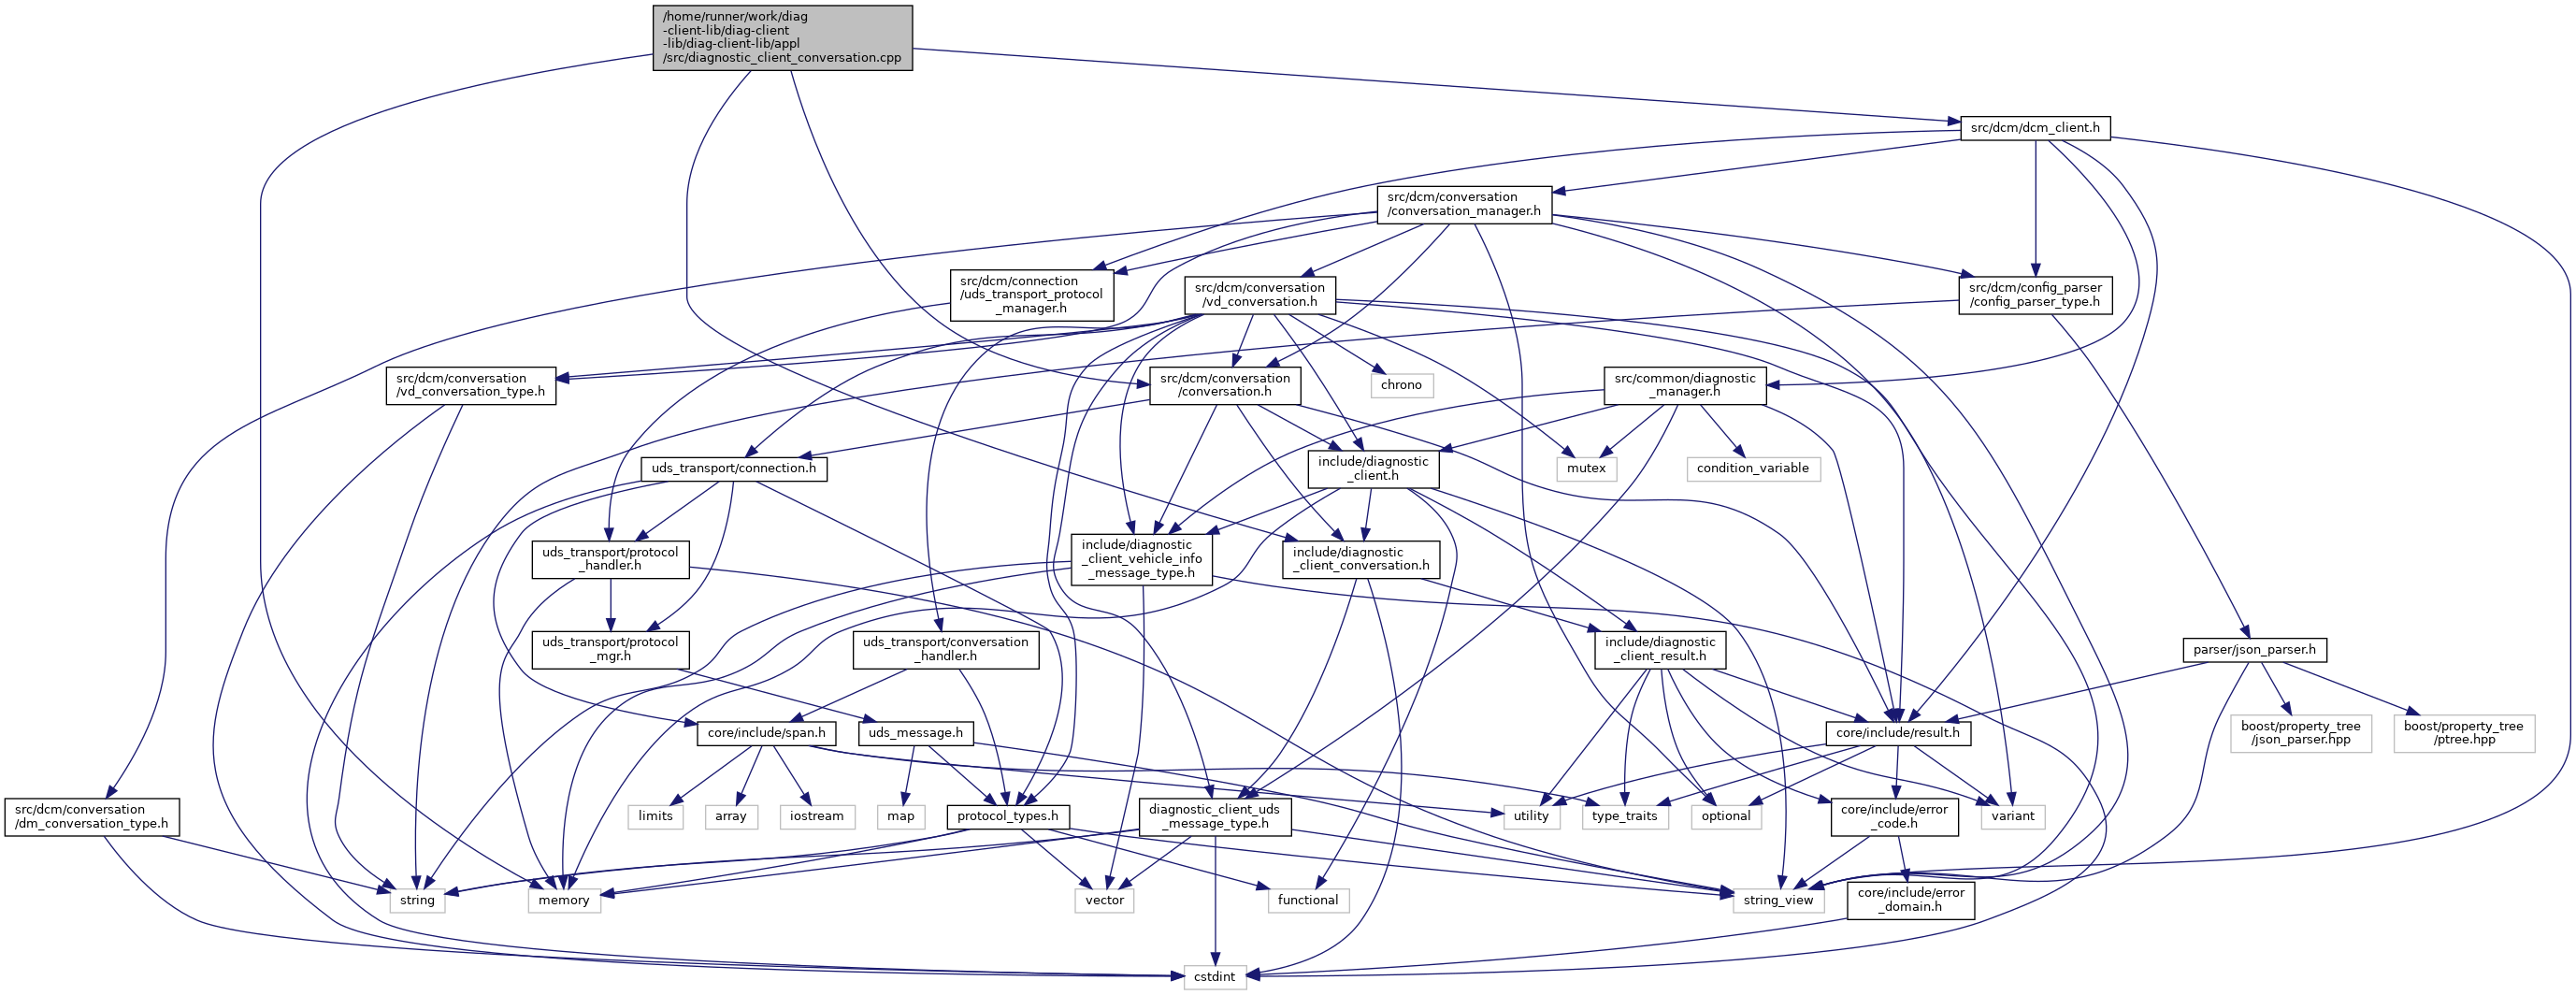 /home/runner/work/diag
-client-lib/diag-client
-lib/diag-client-lib/appl
/src/diagnostic_client_conversation.cpp
src/dcm/dcm_client.h
src/dcm/conversation
/conversation_manager.h
src/dcm/connection
/uds_transport_protocol
_manager.h
src/dcm/conversation
/vd_conversation.h
src/dcm/config_parser
/config_parser_type.h
src/dcm/conversation
/vd_conversation_type.h
src/dcm/conversation
/conversation.h
chrono
src/common/diagnostic
_manager.h
uds_transport/connection.h
include/diagnostic
_client.h
mutex
condition_variable
uds_transport/protocol
_handler.h
include/diagnostic
_client_vehicle_info
_message_type.h
include/diagnostic
_client_conversation.h
uds_transport/protocol
_mgr.h
uds_transport/conversation
_handler.h
include/diagnostic
_client_result.h
parser/json_parser.h
core/include/span.h
uds_message.h
core/include/result.h
boost/property_tree
/json_parser.hpp
boost/property_tree
/ptree.hpp
src/dcm/conversation
/dm_conversation_type.h
limits
array
iostream
map
protocol_types.h
diagnostic_client_uds
_message_type.h
utility
type_traits
optional
core/include/error
_code.h
variant
string
memory
vector
functional
string_view
core/include/error
_domain.h
cstdint